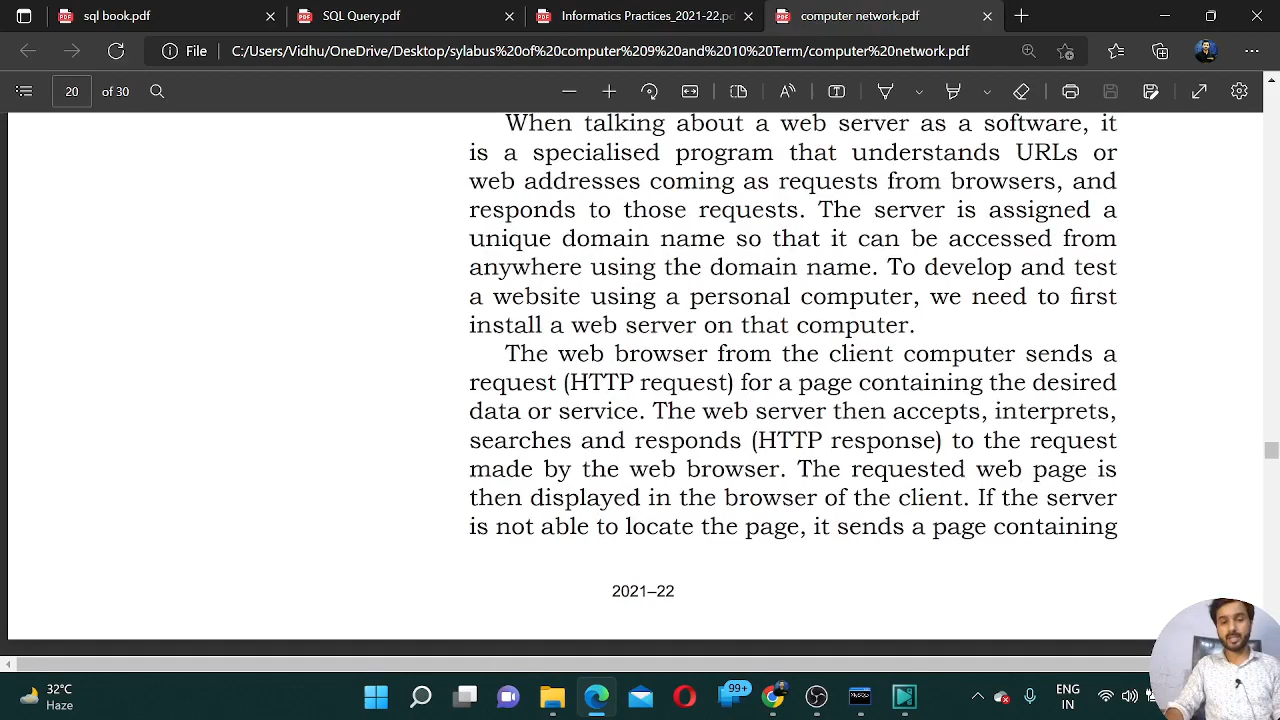 sql book.pdf
SQL Query.pdf
Informatics Practices_2021-22.pd
computer network.pdf
File
C:/Users/Vidhu/OneDrive/Desktop/sylabus%20of%20computer%209%20and%2010%20Term/computer%20network.pdf
20 of 30
When talking about a web server as a software, it
is a specialised program that understands URLs or
web addresses coming as requests from browsers, and
responds to those requests. The server is assigned a
unique domain name so that it can be accessed from
anywhere using the domain name. To develop and test
a website using a personal computer, we need to first
install a web server on that computer.
The web browser from the client computer sends a
request (HTTP request) for a page containing the desired
data or service. The web server then accepts, interprets,
searches and responds (HTTP response) to the request
made by the web browser. The requested web page is
then displayed in the browser of the client. If the server
is not able to locate the page, it sends a page containing
2021–22
32°C
Haze
99+
ENG
IN